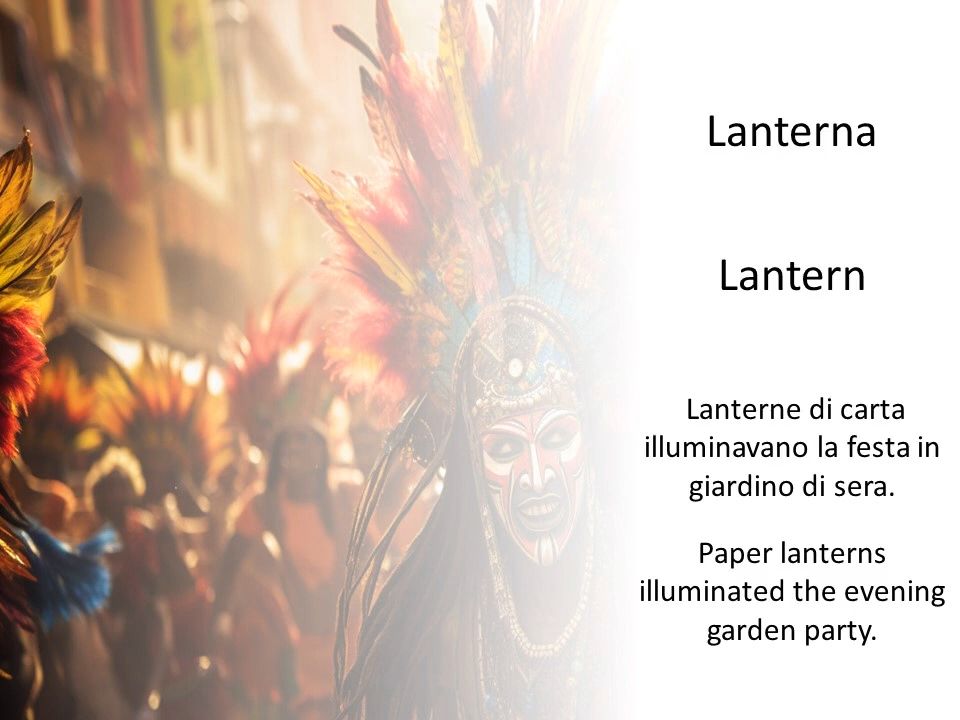 Lanterna
Lantern
Lanterne di carta
illuminavano la festa in
giardino di sera.
Paper lanterns
illuminated the evening
garden party.